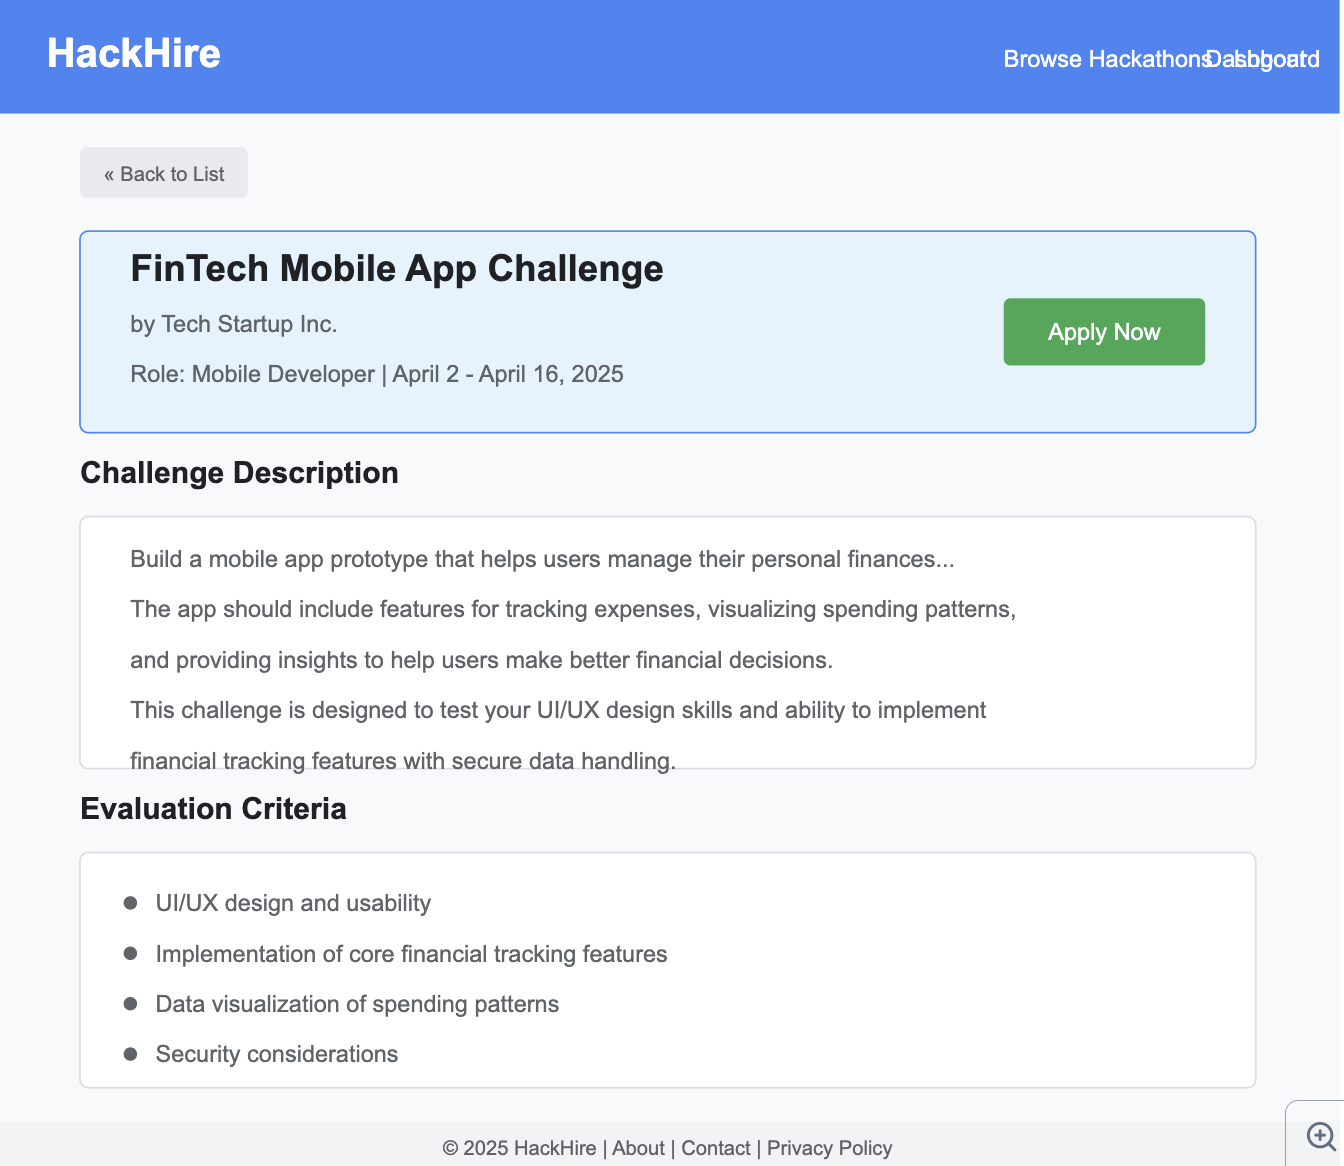 HackHire
Browse Hackathons Dashboard Logout
« Back to List
FinTech Mobile App Challenge
by Tech Startup Inc.
Role: Mobile Developer | April 2 - April 16, 2025
Apply Now
Challenge Description
Build a mobile app prototype that helps users manage their personal finances...
The app should include features for tracking expenses, visualizing spending patterns,
and providing insights to help users make better financial decisions.
This challenge is designed to test your UI/UX design skills and ability to implement
financial tracking features with secure data handling.
Evaluation Criteria
UI/UX design and usability
Implementation of core financial tracking features
Data visualization of spending patterns
Security considerations
© 2025 HackHire | About | Contact | Privacy Policy